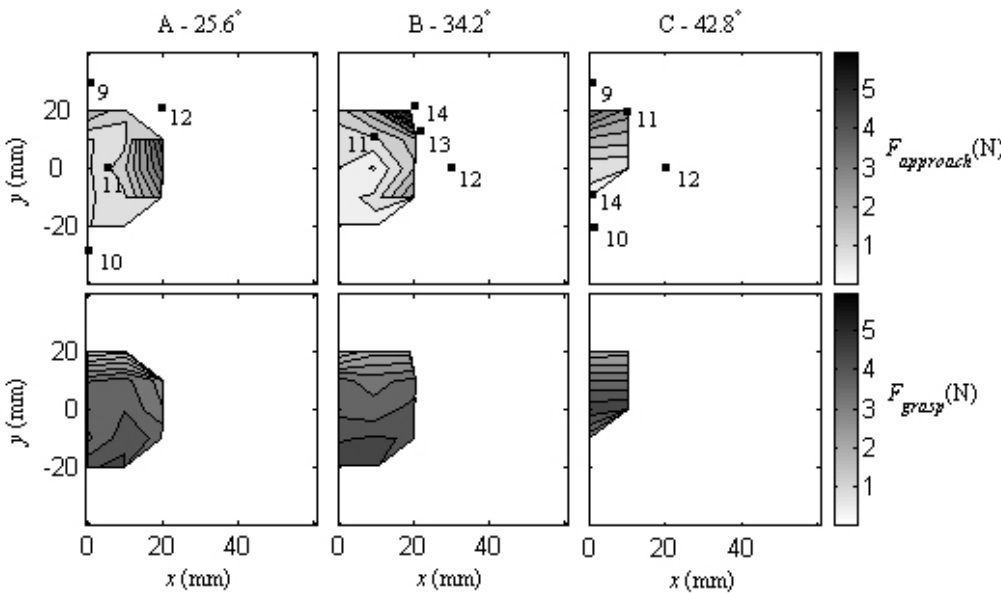 A - 25.6° B - 34.2° C - 42.8°
9 12 11 10
14 11 13 12
9 11 12 14 10
20 0 -20
y (mm)
5 4 3 2 1
F approach (N)
20 0 -20
y (mm)
5 4 3 2 1
F grasp (N)
0 20 40 0 20 40 0 20 40
x (mm) x (mm) x (mm)